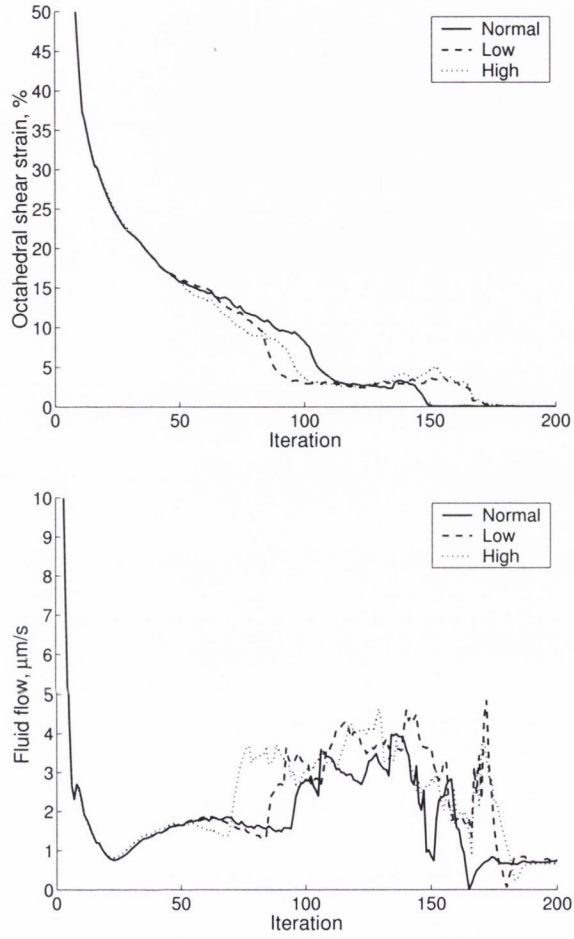 50
45
40
35
30
25
20
15
10
5
0
Octahedral shear strain, %
Normal
Low
High
0 50 100 150 200
Iteration
10
9
8
7
6
5
4
3
2
1
0
Fluid flow, μm/s
Normal
Low
High
0 50 100 150 200
Iteration